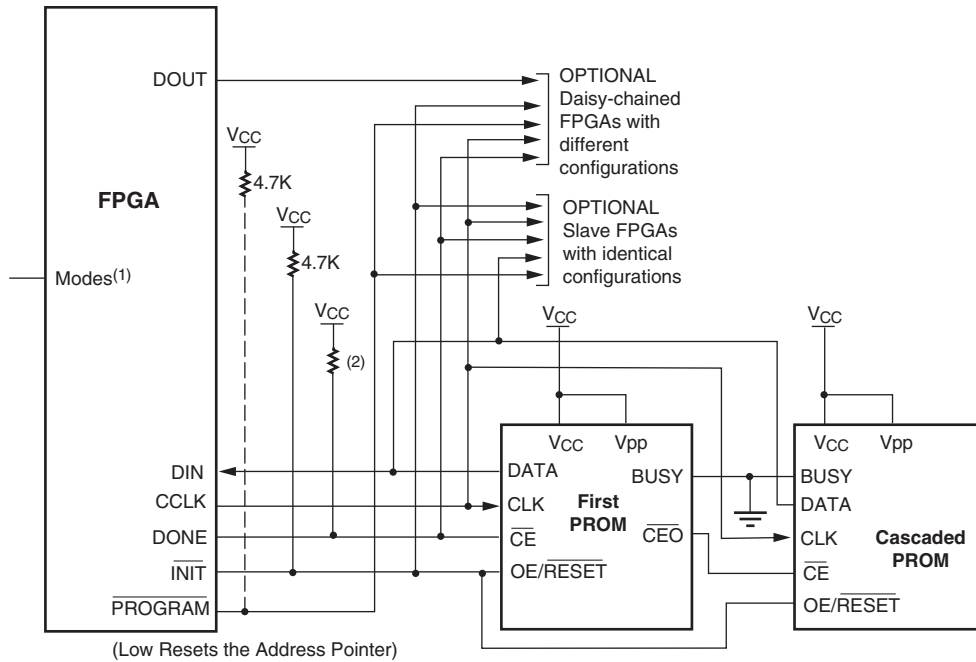 DOUT
OPTIONAL
Daisy-chained
FPGAs with
different
configurations
VCC
4.7K
FPGA
VCC
4.7K
OPTIONAL
Slave FPGAs
with identical
configurations
Modes(1)
VCC
(2)
VCC
VCC
VCC
Vpp
VCC
Vpp
DIN
CCLK
DONE
INIT
PROGRAM
DATA
CLK
CE
OE/RESET
First
PROM
BUSY
CEO
BUSY
DATA
CLK
CE
OE/RESET
Cascaded
PROM
(Low Resets the Address Pointer)